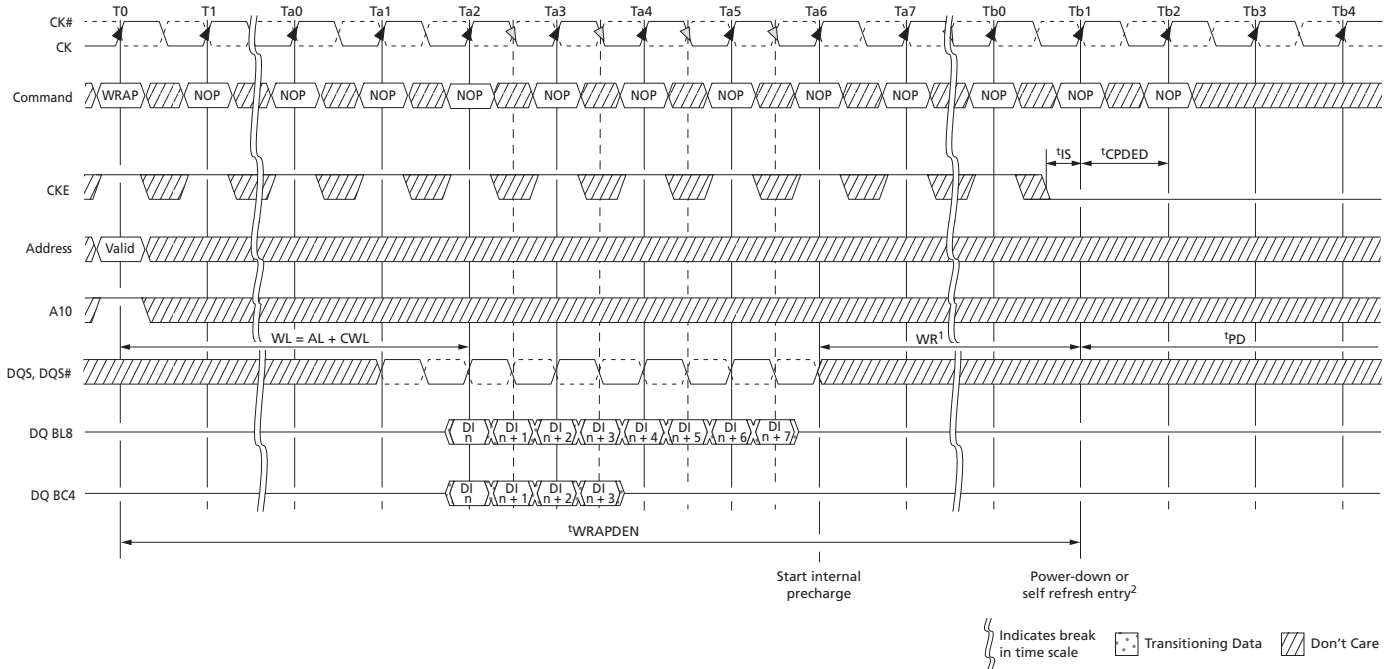 T0 T1 Ta0 Ta1 Ta2 Ta3 Ta4 Ta5 Ta6 Ta7 Tb0 Tb1 Tb2 Tb3 Tb4
CK#
CK
Command WRAP NOP NOP NOP NOP NOP NOP NOP NOP NOP NOP NOP NOP
tIS tCPDED
CKE
Address Valid
A10
WL = AL + CWL WR1 tPD
DQS, DQS#
DQ BL8 DI n DI n + 1 DI n + 2 DI n + 3 DI n + 4 DI n + 5 DI n + 6 DI n + 7
DQ BC4 DI n DI n + 1 DI n + 2 DI n + 3
tWRAPDEN
Start internal
precharge
Power-down or
self refresh entry2
Indicates break
in time scale
Transitioning Data
Don't Care